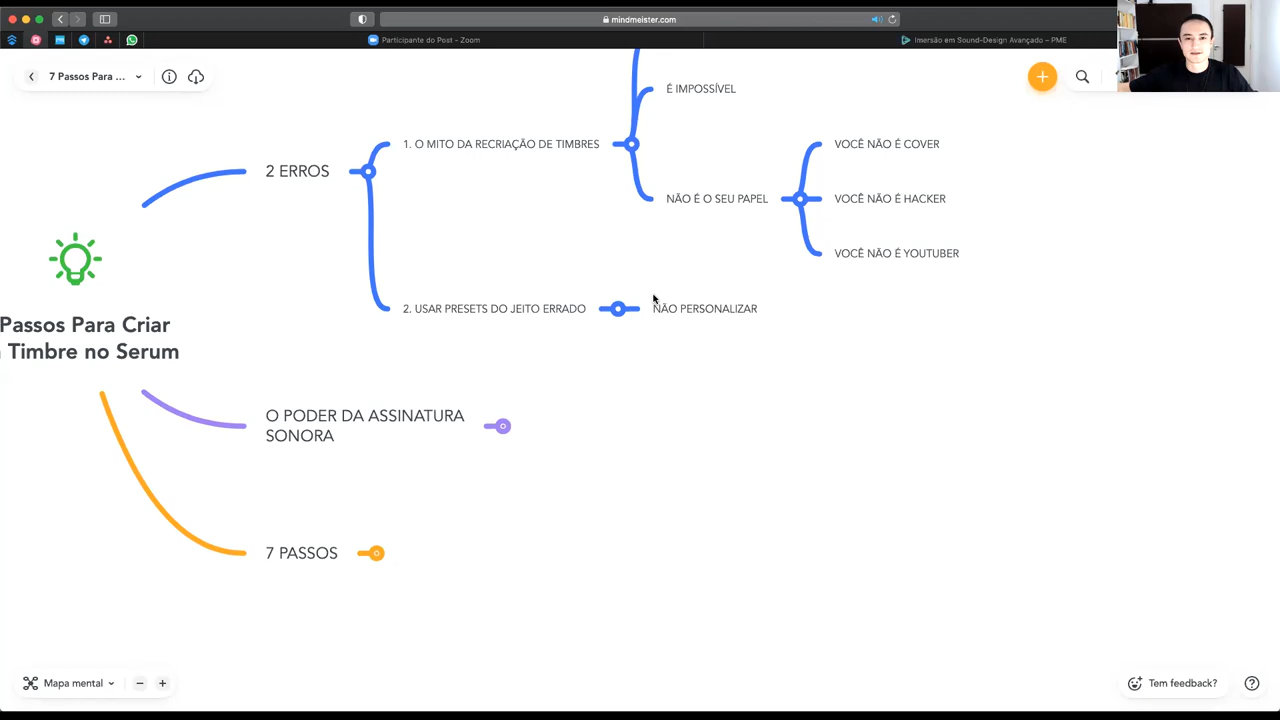 mindmeister.com
Participante do Post - Zoom
Imersão em Sound-Design Avançado – PME
7 Passos Para ...
É IMPOSSÍVEL
1. O MITO DA RECRIAÇÃO DE TIMBRES
VOCÊ NÃO É COVER
2 ERROS
NÃO É O SEU PAPEL
VOCÊ NÃO É HACKER
VOCÊ NÃO É YOUTUBER
2. USAR PRESETS DO JEITO ERRADO
NÃO PERSONALIZAR
Passos Para Criar
Timbre no Serum
O PODER DA ASSINATURA
SONORA
7 PASSOS
Mapa mental
Tem feedback?